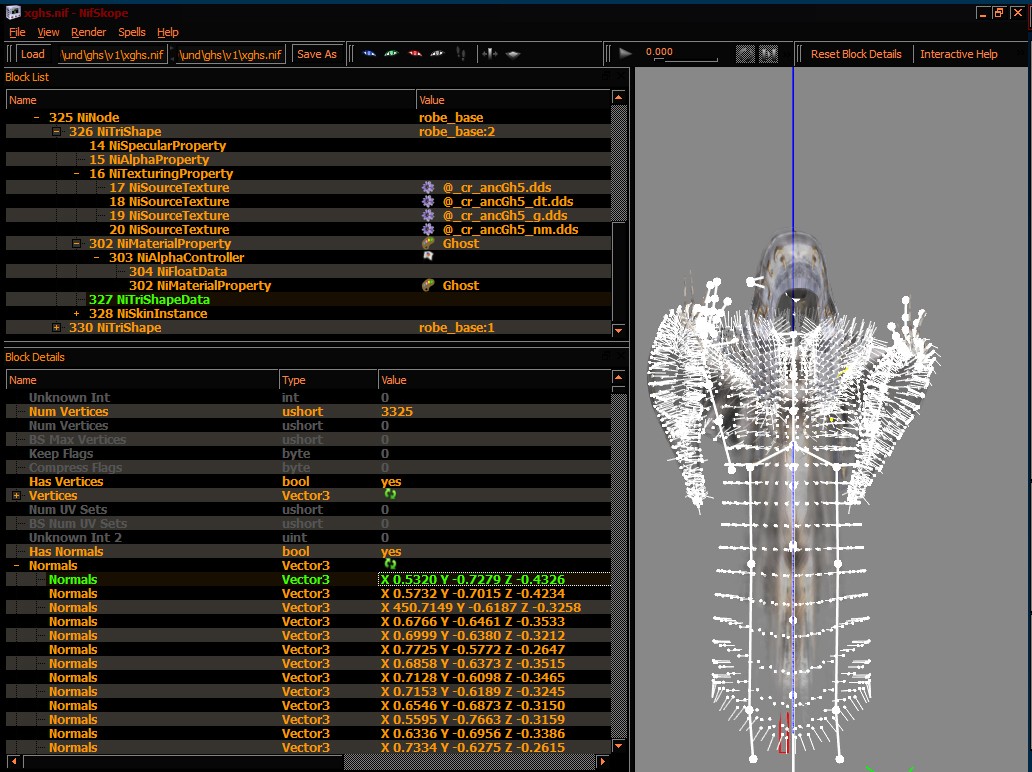 xghs.nif - NifSkope
File View Render Spells Help
Load \und\ghs\v1\xghs.nif \und\ghs\v1\xghs.nif Save As 0.000 Reset Block Details Interactive Help
Block List
Name Value
325 NiNode robe_base
326 NiTriShape robe_base:2
14 NiSpecularProperty
15 NiAlphaProperty
16 NiTexturingProperty
17 NiSourceTexture @_cr_ancGh5.dds
18 NiSourceTexture @_cr_ancGh5_dt.dds
19 NiSourceTexture @_cr_ancGh5_g.dds
20 NiSourceTexture @_cr_ancGh5_nm.dds
302 NiMaterialProperty Ghost
303 NiAlphaController
304 NiFloatData
302 NiMaterialProperty Ghost
327 NiTriShapeData
328 NiSkinInstance
330 NiTriShape robe_base:1
Block Details
Name Type Value
Unknown Int int 0
Num Vertices ushort 3325
Num Vertices ushort 0
BS Max Vertices ushort 0
Keep Flags byte 0
Compress Flags byte 0
Has Vertices bool yes
Vertices Vector3
Num UV Sets ushort 0
BS Num UV Sets ushort 0
Unknown Int 2 uint 0
Has Normals bool yes
Normals Vector3
Normals Vector3 X 0.5320 Y -0.7279 Z -0.4326
Normals Vector3 X 0.5732 Y -0.7015 Z -0.4234
Normals Vector3 X 450.7149 Y -0.6187 Z -0.3258
Normals Vector3 X 0.6766 Y -0.6461 Z -0.3533
Normals Vector3 X 0.6999 Y -0.6380 Z -0.3212
Normals Vector3 X 0.7725 Y -0.5772 Z -0.2647
Normals Vector3 X 0.6858 Y -0.6373 Z -0.3515
Normals Vector3 X 0.7128 Y -0.6098 Z -0.3465
Normals Vector3 X 0.7153 Y -0.6189 Z -0.3245
Normals Vector3 X 0.6546 Y -0.6873 Z -0.3150
Normals Vector3 X 0.5595 Y -0.7663 Z -0.3159
Normals Vector3 X 0.6336 Y -0.6956 Z -0.3386
Normals Vector3 X 0.7334 Y -0.6275 Z -0.2615